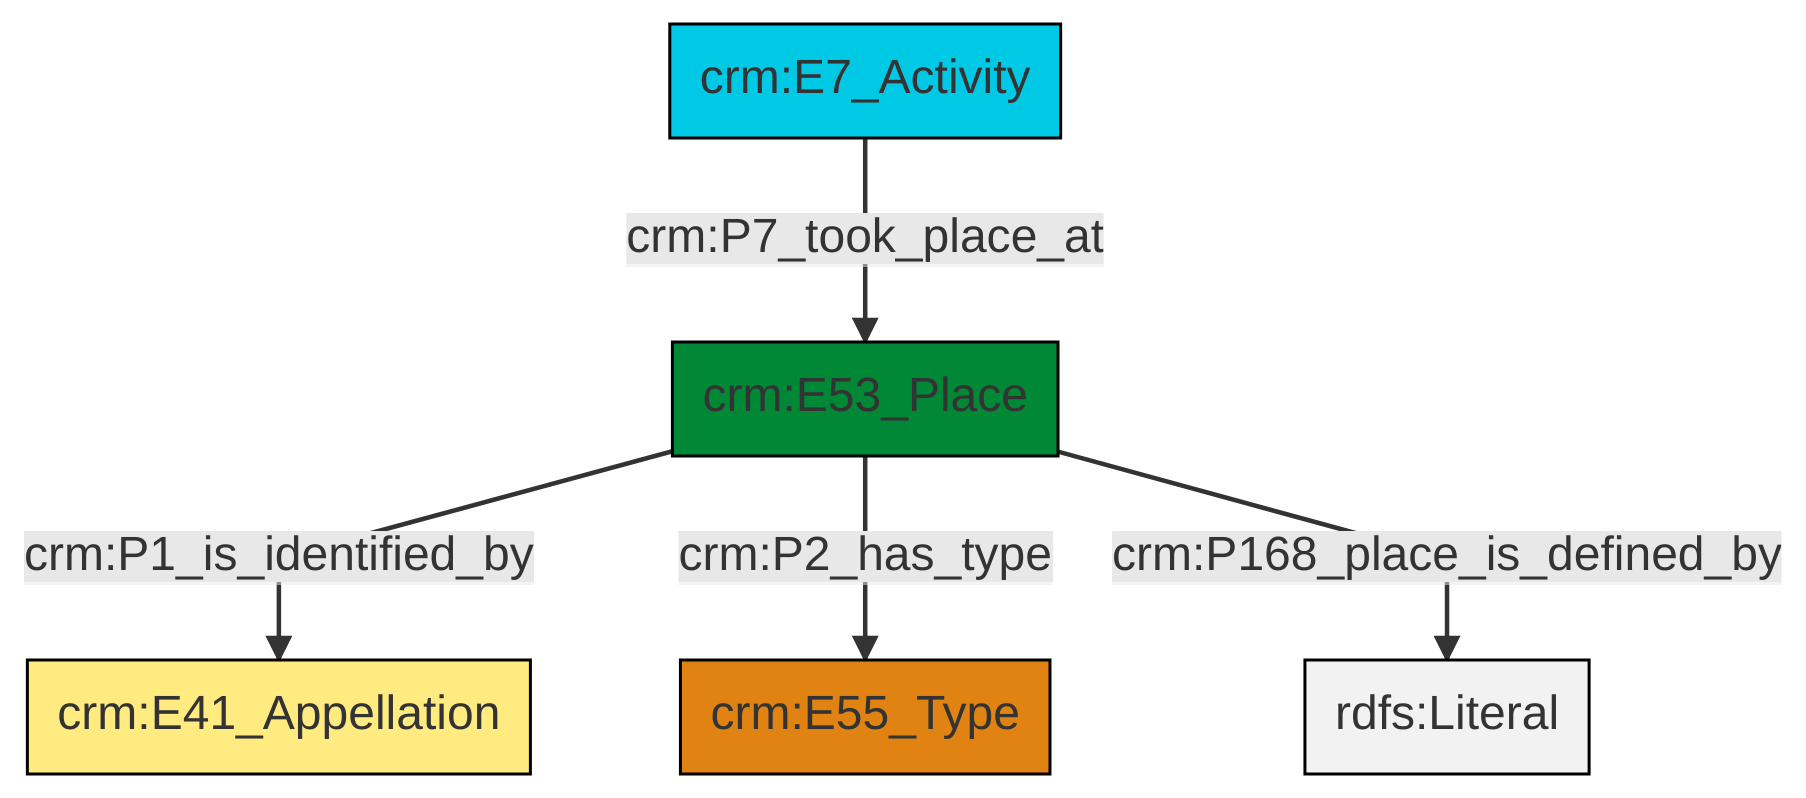 crm:E7_Activity
crm:P7_took_place_at
crm:E53_Place
crm:P1_is_identified_by
crm:P2_has_type
crm:P168_place_is_defined_by
crm:E41_Appellation
crm:E55_Type
rdfs:Literal